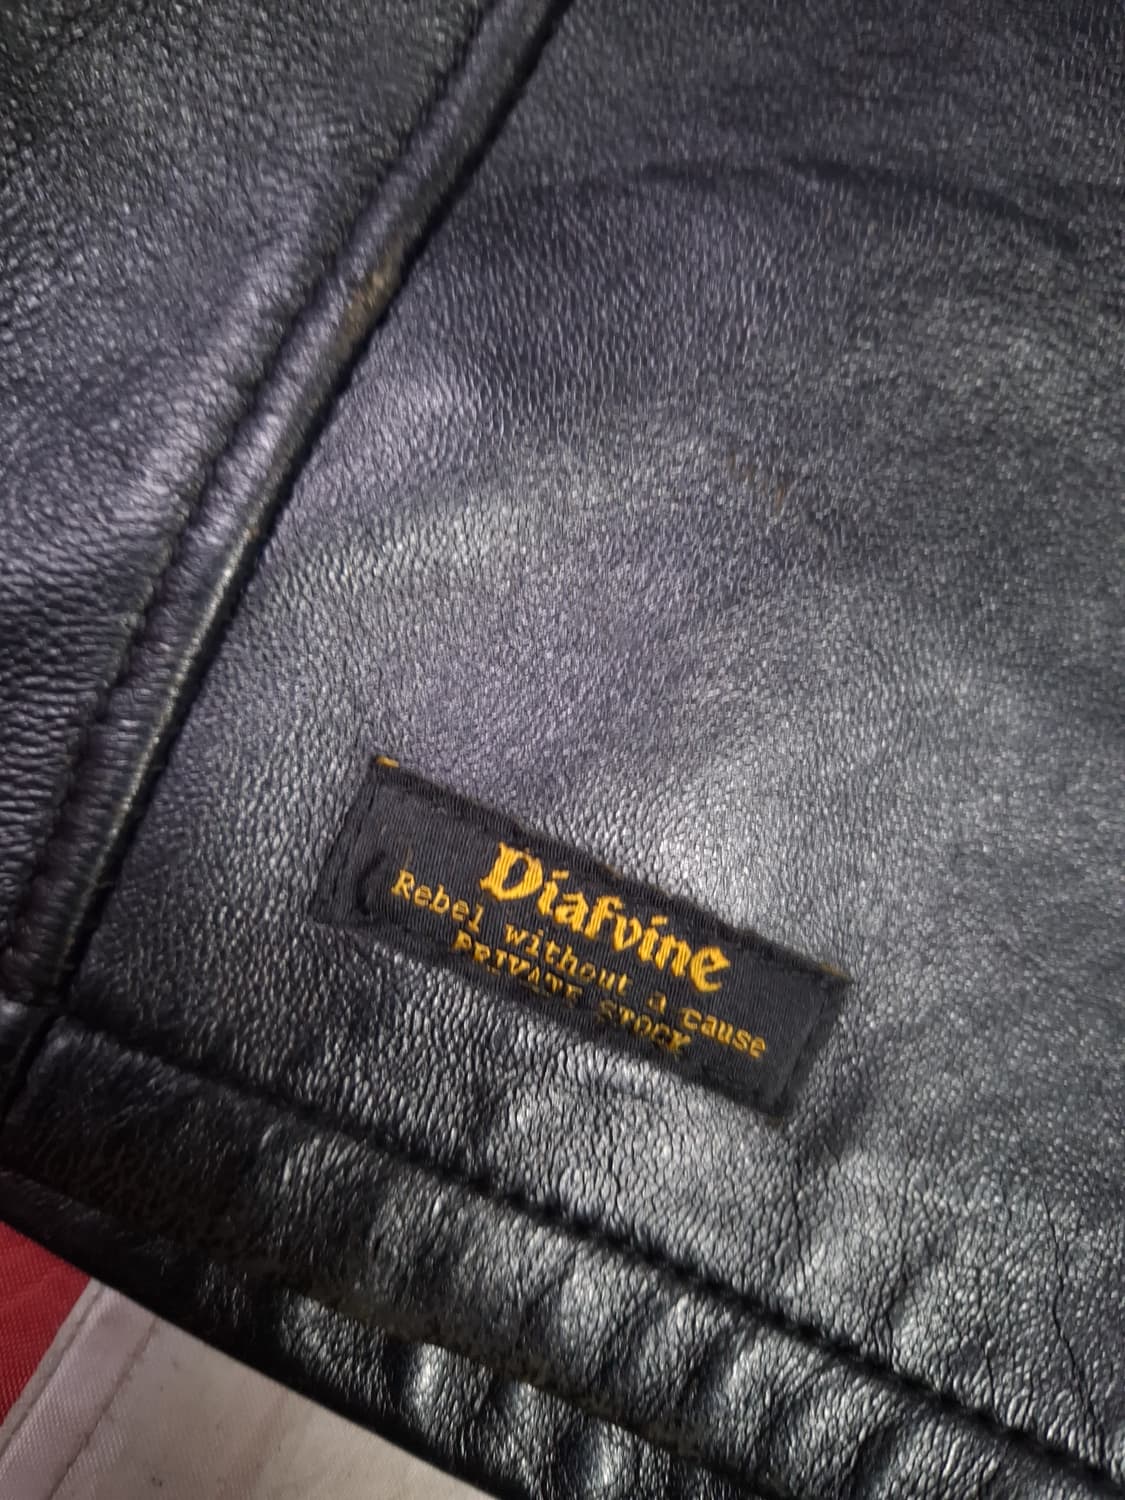 Diafvine
Rebel without a cause
PRIVATE STOCK